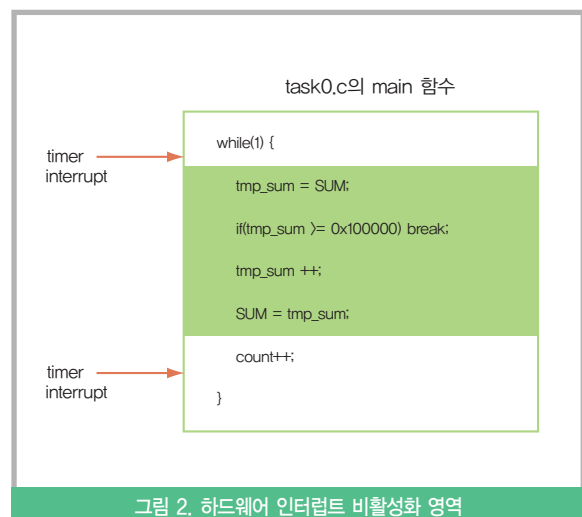 task0.c의 main 함수
while(1) {
timer
interrupt
tmp_sum = SUM;
if(tmp_sum >= 0x100000) break;
tmp_sum ++;
SUM = tmp_sum;
timer
interrupt
count++;
}
그림 2. 하드웨어 인터럽트 비활성화 영역